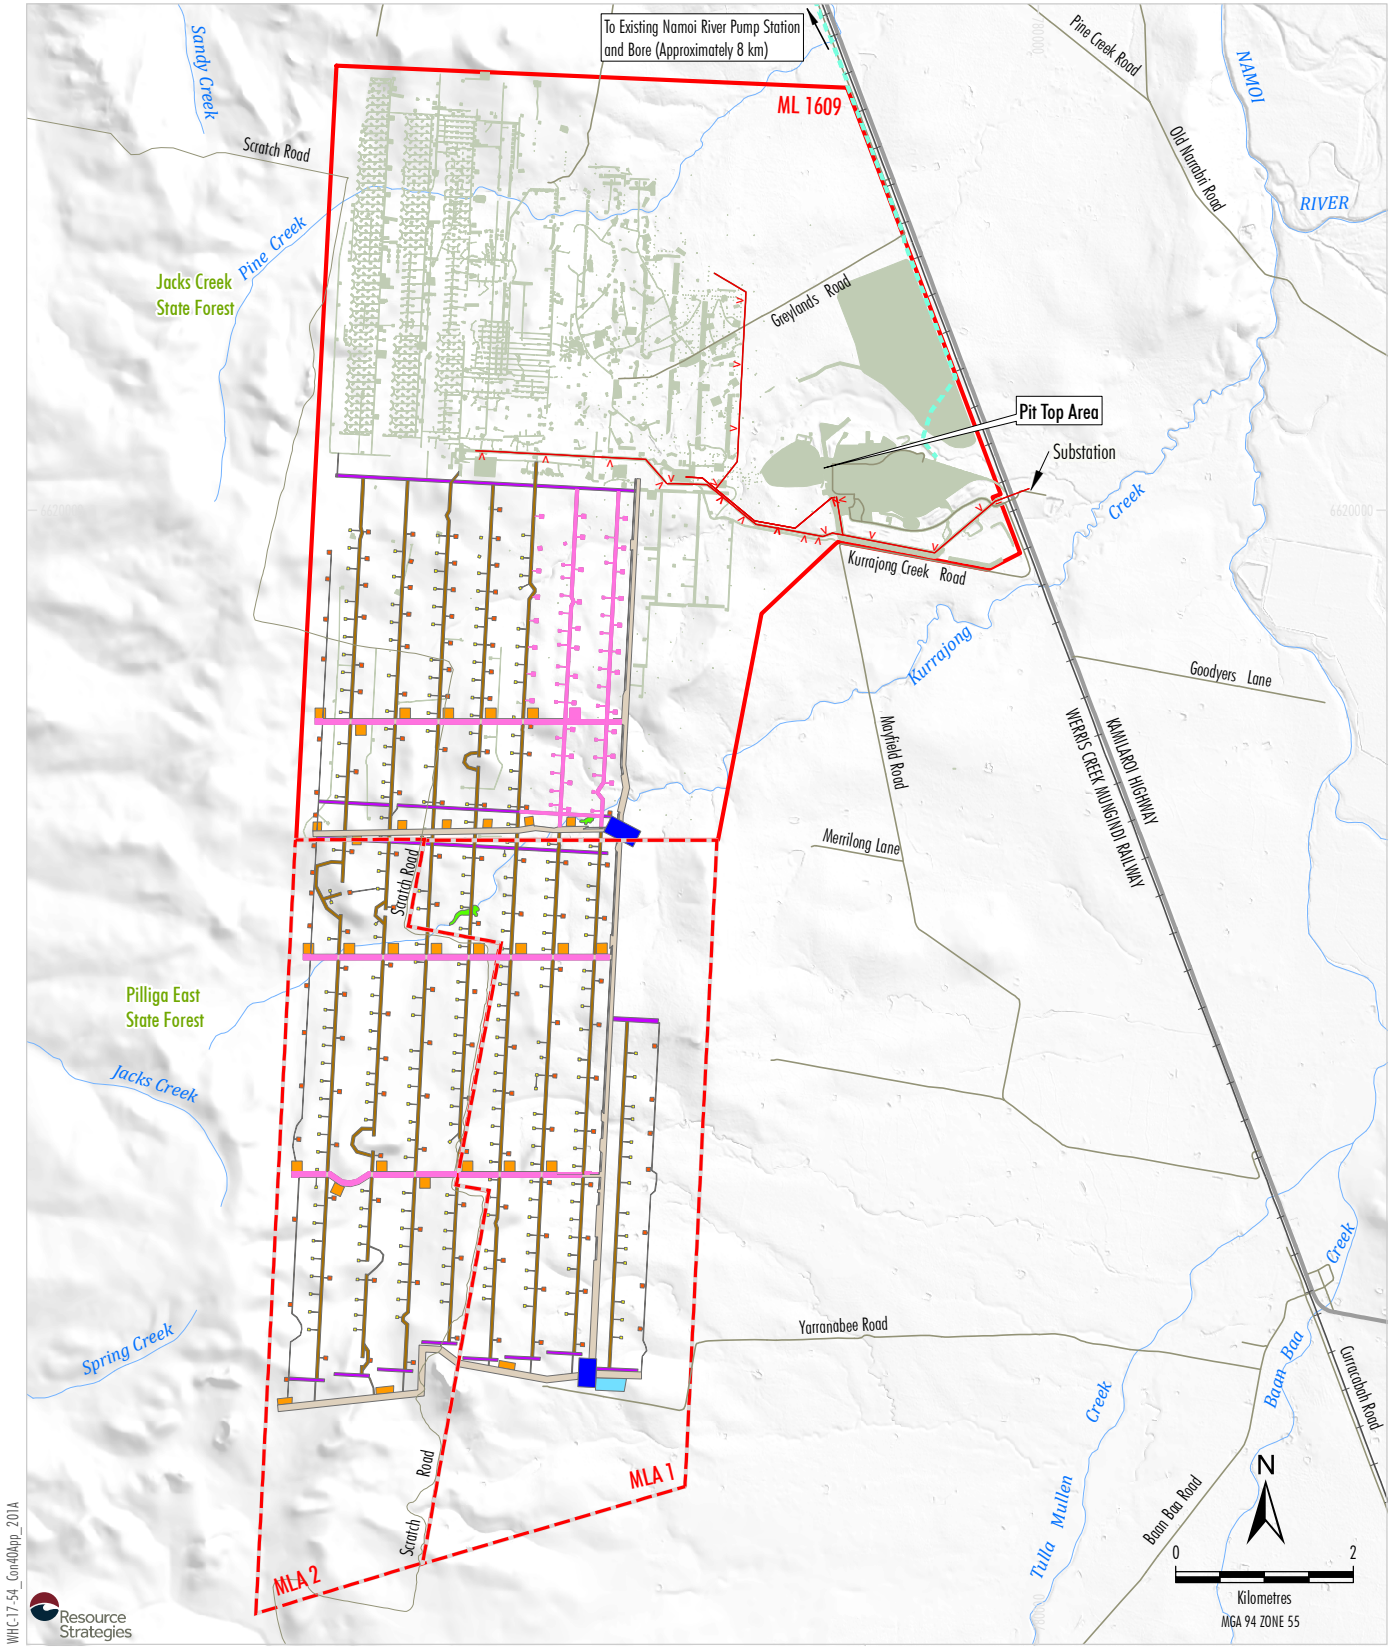 To Existing Namoi River Pump Station
and Bore (Approximately 8 km)
Pine Creek Road
Sandy Creek
NAMOI
ML 1609
Scratch Road
Old Narrabri Road
RIVER
Pine Creek
Jacks Creek
State Forest
Greylands Road
Pit Top Area
Substation
Creek
6620000
6620000
Kurrajong Creek Road
Kurrajong
Goodyers Lane
Mayfield Road
KAMILAROI HIGHWAY
WERRIS CREEK MUNGINDI RAILWAY
Merrilong Lane
Scratch Road
Pilliga East
State Forest
Jacks Creek
Creek
Yarranabee Road
Spring Creek
Baan Baa
Curracabah Road
Creek
Road
MLA 1
N
Tulla Mullen
Baan Baa Road
Scratch
0 2
Kilometres
MGA 94 ZONE 55
MLA 2
Resource
Strategies
WHC-17-54_Con40App_201A